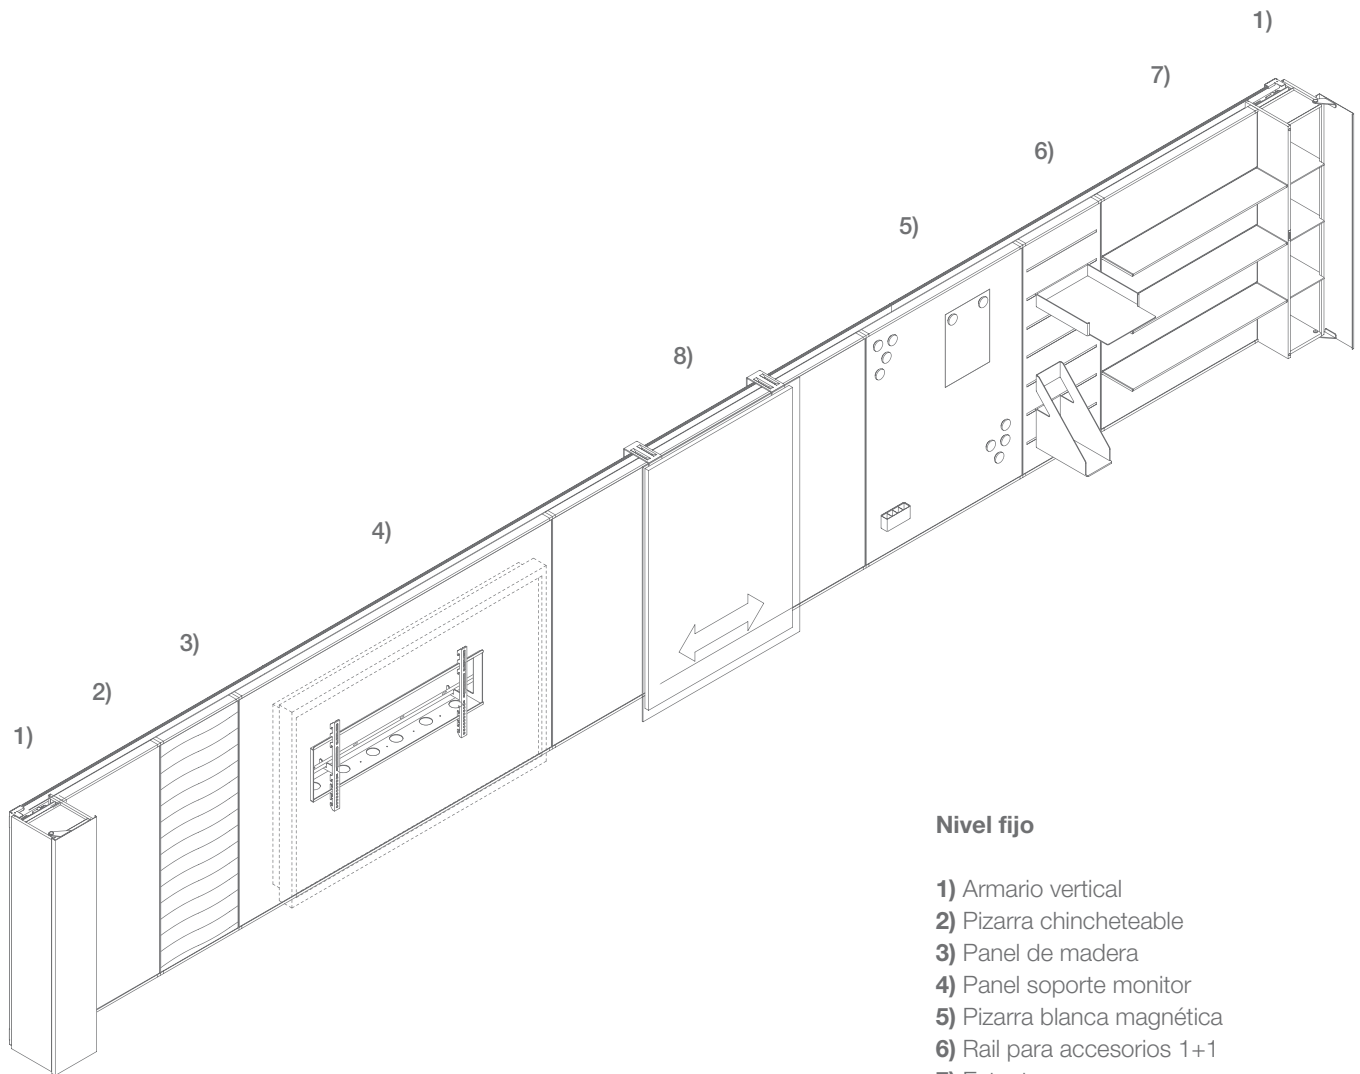 1)
7)
6)
5)
8)
4)
3)
2)
1)
Nivel fijo
1) Armario vertical
2) Pizarra chincheteable
3) Panel de madera
4) Panel soporte monitor
5) Pizarra blanca magnética
6) Rail para accesorios 1+1